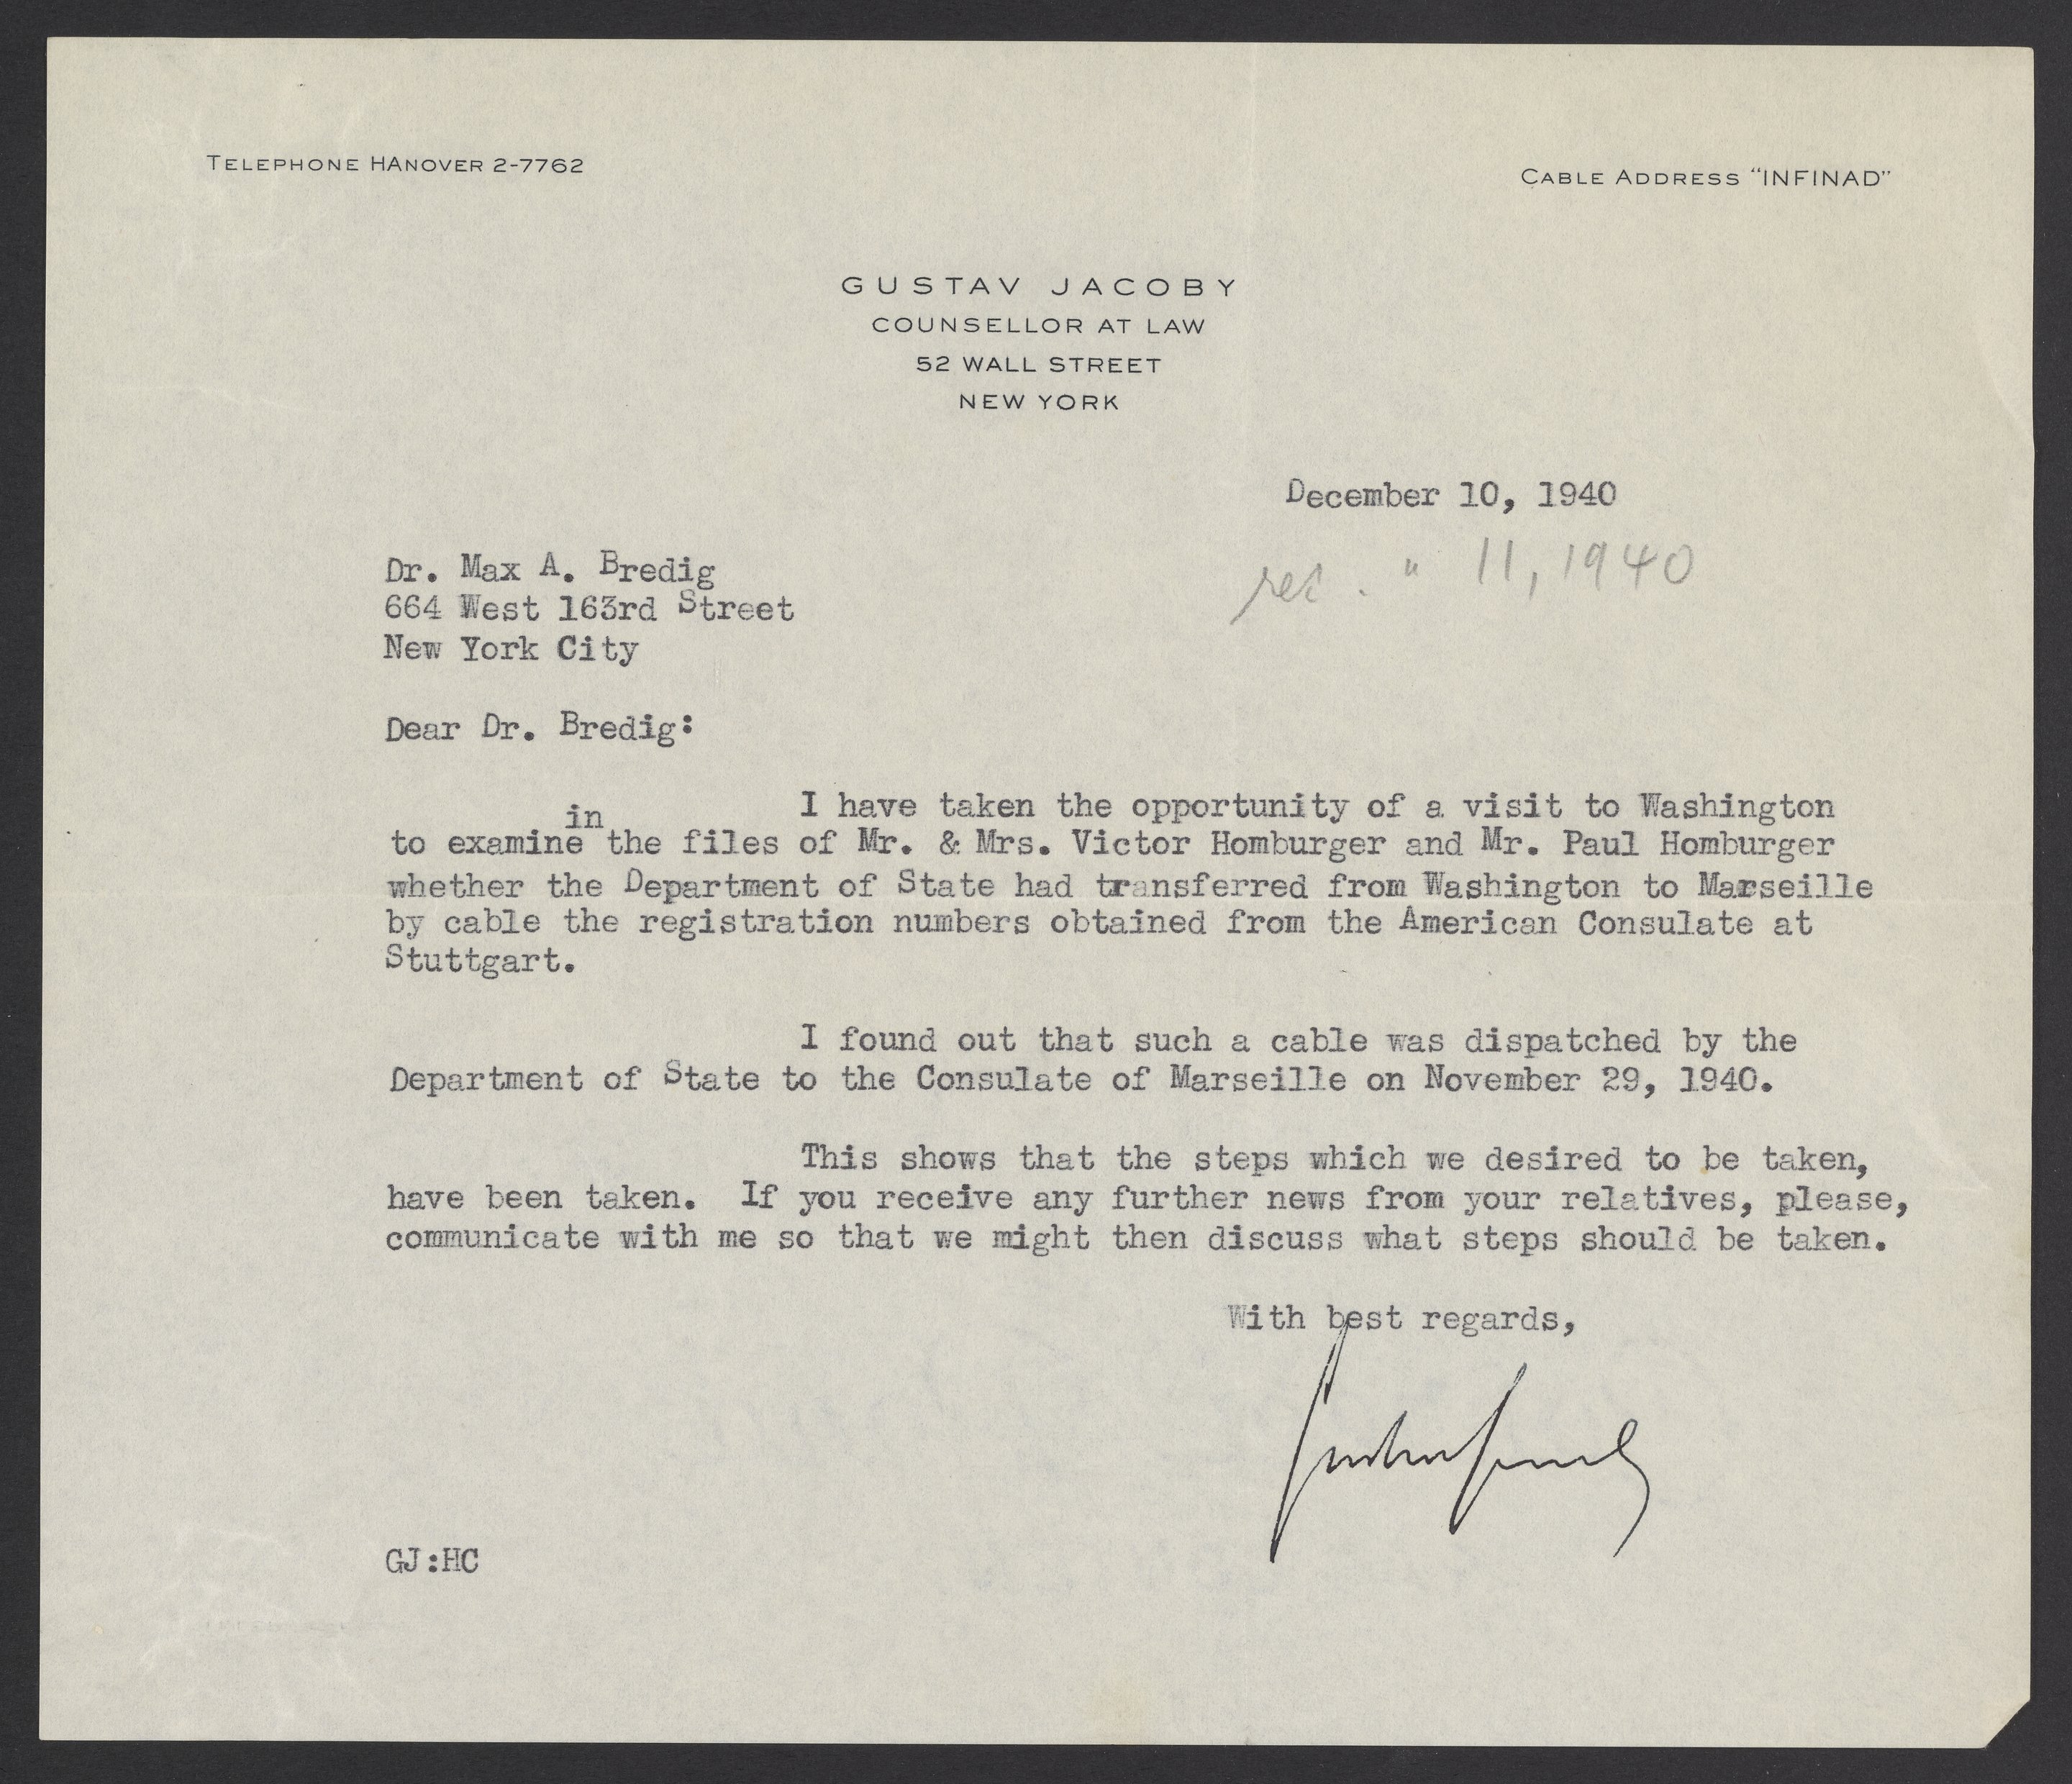 TELEPHONE HANOVER 2-7762
CABLE ADDRESS “INFINAD”
GUSTAV JACOBY
COUNSELLOR AT LAW
52 WALL STREET
NEW YORK
December 10, 1940
rec. " 11, 1940
Dr. Max A. Bredig
664 West 163rd Street
New York City
Dear Dr. Bredig:
I have taken the opportunity of a visit to Washington
in
to examine the files of Mr. & Mrs. Victor Homburger and Mr. Paul Homburger
whether the Department of State had transferred from Washington to Marseille
by cable the registration numbers obtained from the American Consulate at
Stuttgart.
I found out that such a cable was dispatched by the
Department of State to the Consulate of Marseille on November 29, 1940.
This shows that the steps which we desired to be taken,
have been taken. If you receive any further news from your relatives, please,
communicate with me so that we might then discuss what steps should be taken.
With best regards,
Gustav Jacoby
GJ:HC